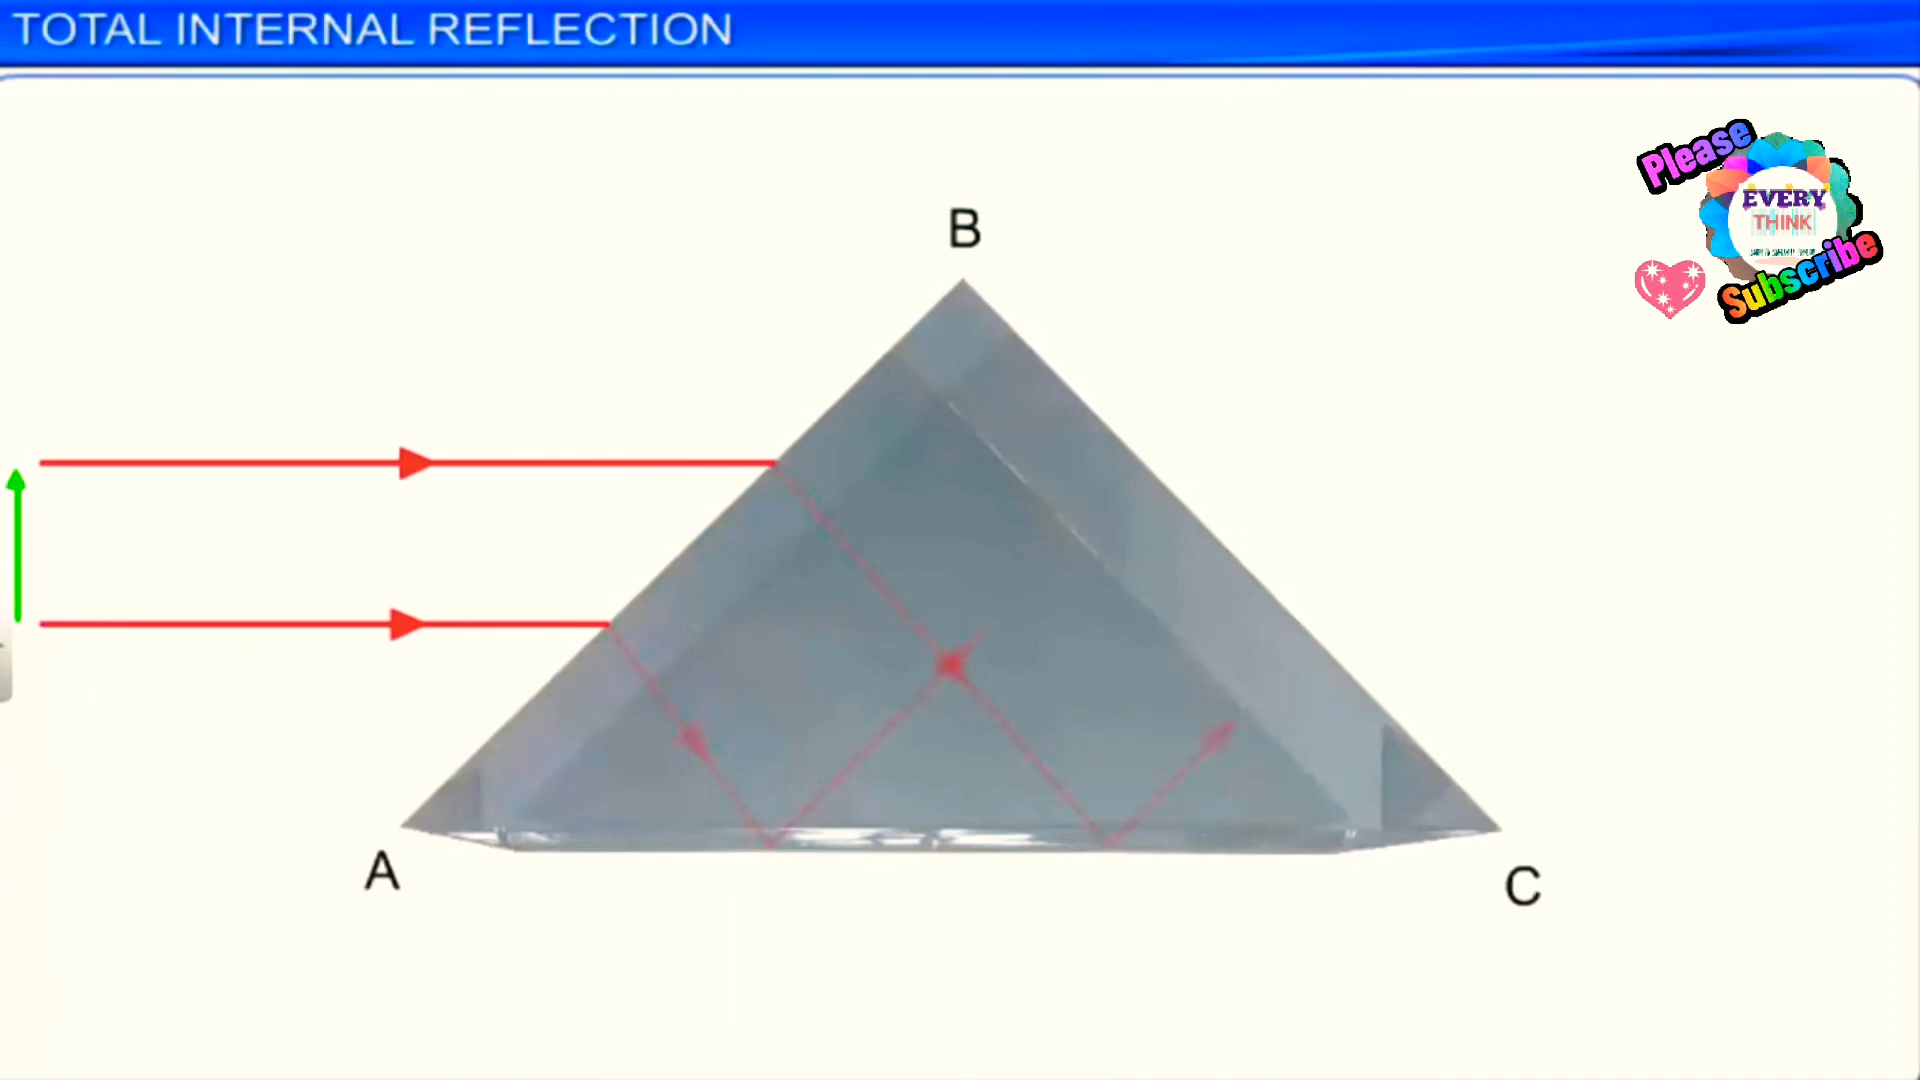 TOTAL INTERNAL REFLECTION
Please
EVERY
THINK
Subscribe
B
A
C